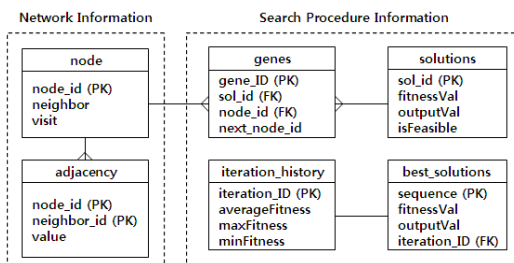 Network Information
Search Procedure Information
node
node_id (PK)
neighbor
visit
adjacency
node_id (PK)
neighbor_id (PK)
value
genes
gene_ID (PK)
sol_id (FK)
node_id (FK)
next_node_id
solutions
sol_id (PK)
fitnessVal
outputVal
isFeasible
iteration_history
iteration_ID (PK)
averageFitness
maxFitness
minFitness
best_solutions
sequence (PK)
fitnessVal
outputVal
iteration_ID (FK)